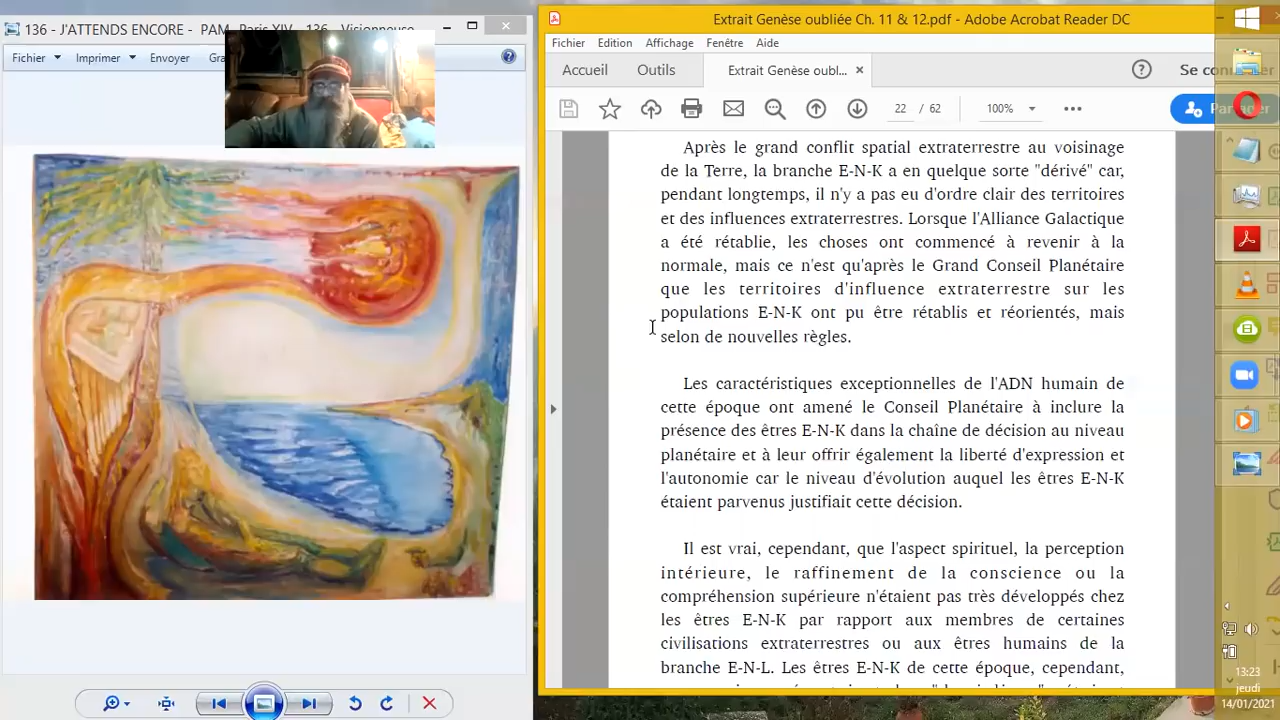 136 - J'ATTENDS ENCORE - PAM, Paris XIV, 136 - Visionneuse
Fichier Imprimer Envoyer
Extrait Genèse oubliée Ch. 11 & 12.pdf - Adobe Acrobat Reader DC
Fichier Edition Affichage Fenêtre Aide
Accueil Outils Extrait Genèse oubl... Se connecter
22 / 62 100% Partager
Après le grand conflit spatial extraterrestre au voisinage
de la Terre, la branche E-N-K a en quelque sorte "dérivé" car,
pendant longtemps, il n'y a pas eu d'ordre clair des territoires
et des influences extraterrestres. Lorsque l'Alliance Galactique
a été rétablie, les choses ont commencé à revenir à la
normale, mais ce n'est qu'après le Grand Conseil Planétaire
que les territoires d'influence extraterrestre sur les
populations E-N-K ont pu être rétablis et réorientés, mais
selon de nouvelles règles.
Les caractéristiques exceptionnelles de l'ADN humain de
cette époque ont amené le Conseil Planétaire à inclure la
présence des êtres E-N-K dans la chaîne de décision au niveau
planétaire et à leur offrir également la liberté d'expression et
l'autonomie car le niveau d'évolution auquel les êtres E-N-K
étaient parvenus justifiait cette décision.
Il est vrai, cependant, que l'aspect spirituel, la perception
intérieure, le raffinement de la conscience ou la
compréhension supérieure n'étaient pas très développés chez
les êtres E-N-K par rapport aux membres de certaines
civilisations extraterrestres ou aux êtres humains de la
branche E-N-L. Les êtres E-N-K de cette époque, cependant,
13:23
jeudi
14/01/2021